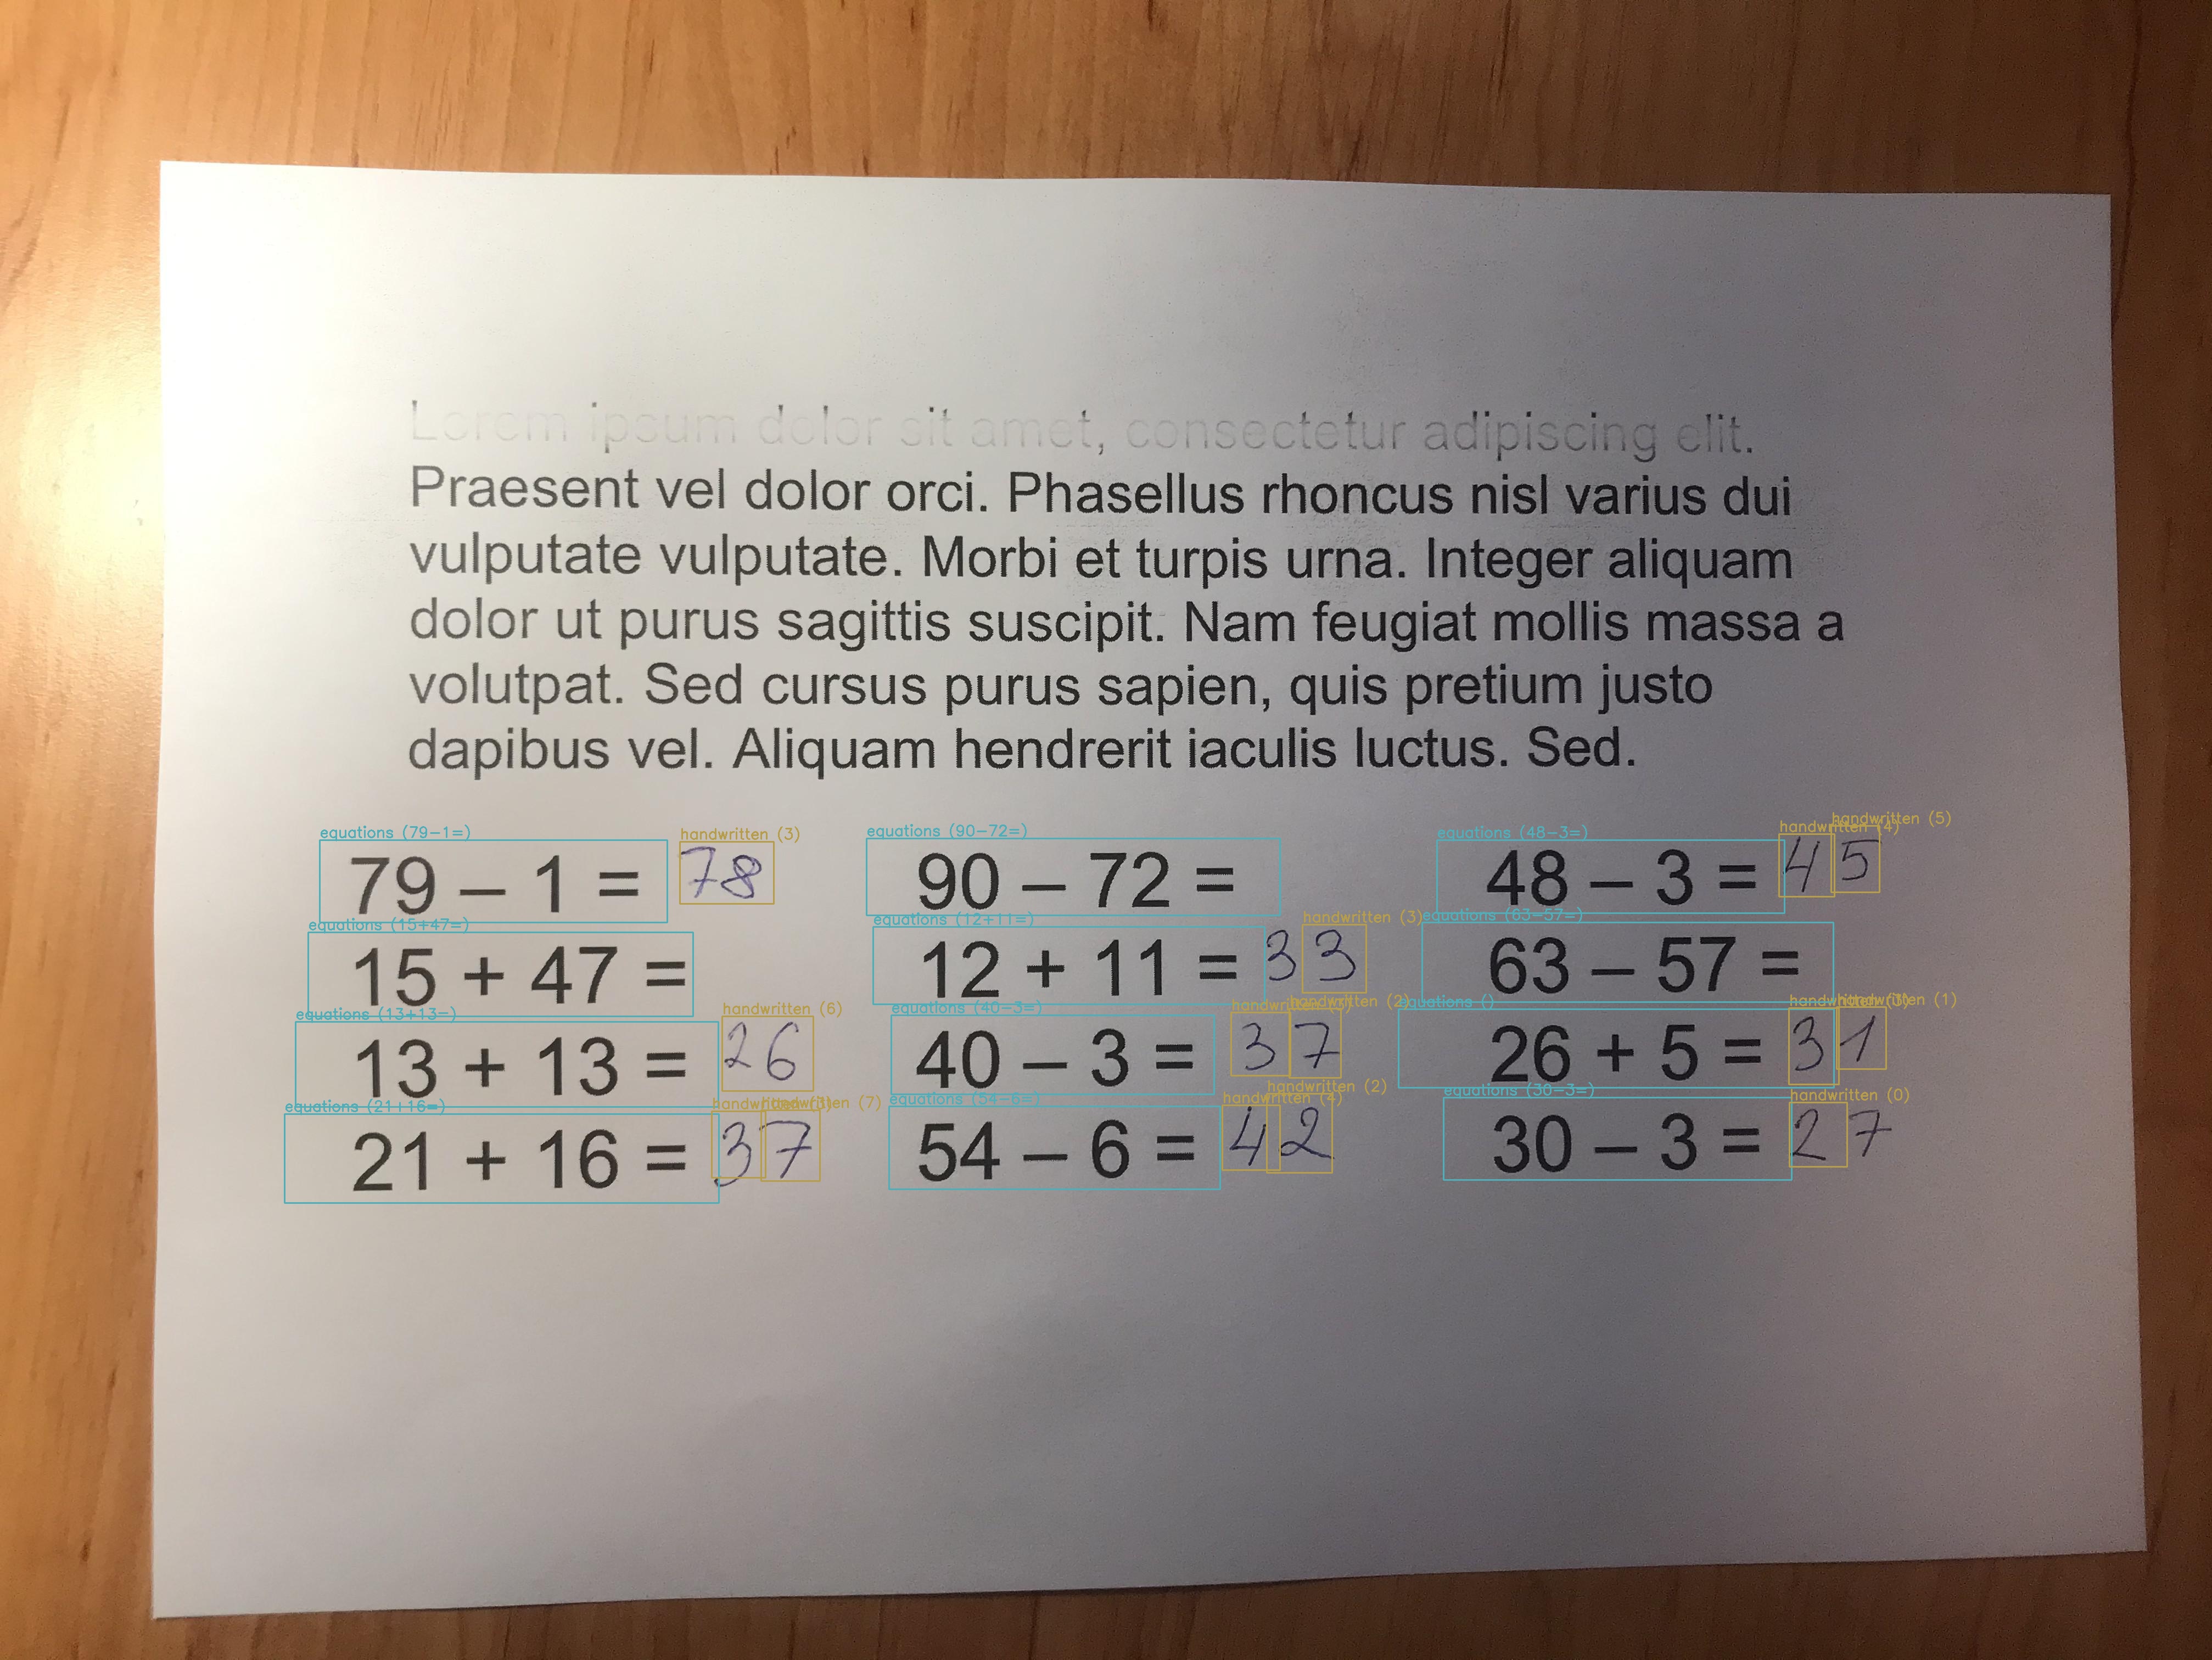 Lorem ipsum dolor sit amet, consectetur adipiscing elit.
Praesent vel dolor orci. Phasellus rhoncus nisl varius dui
vulputate vulputate. Morbi et turpis urna. Integer aliquam
dolor ut purus sagittis suscipit. Nam feugiat mollis massa a
volutpat. Sed cursus purus sapien, quis pretium justo
dapibus vel. Aliquam hendrerit iaculis luctus. Sed.
equations (79-1=) handwritten (3) equations (90-72=) equations (48-3=) handwritten (4) handwritten (5)
79 – 1 = 78 90 – 72 = 48 – 3 = 45
equations (15+47=) equations (12+11=) handwritten (3) equations (63-57=)
15 + 47 = 12 + 11 = 33 63 – 57 =
equations (13+13-) handwritten (6) equations (40-3=) handwritten handwritten (2) equations () handwritten handwritten (1)
13 + 13 = 26 40 – 3 = 37 26 + 5 = 31
equations (21+16=) handwritten (3) handwritten (7) equations (54-6=) handwritten (4) handwritten (2) equations (30-3=) handwritten (0)
21 + 16 = 37 54 – 6 = 42 30 – 3 = 27